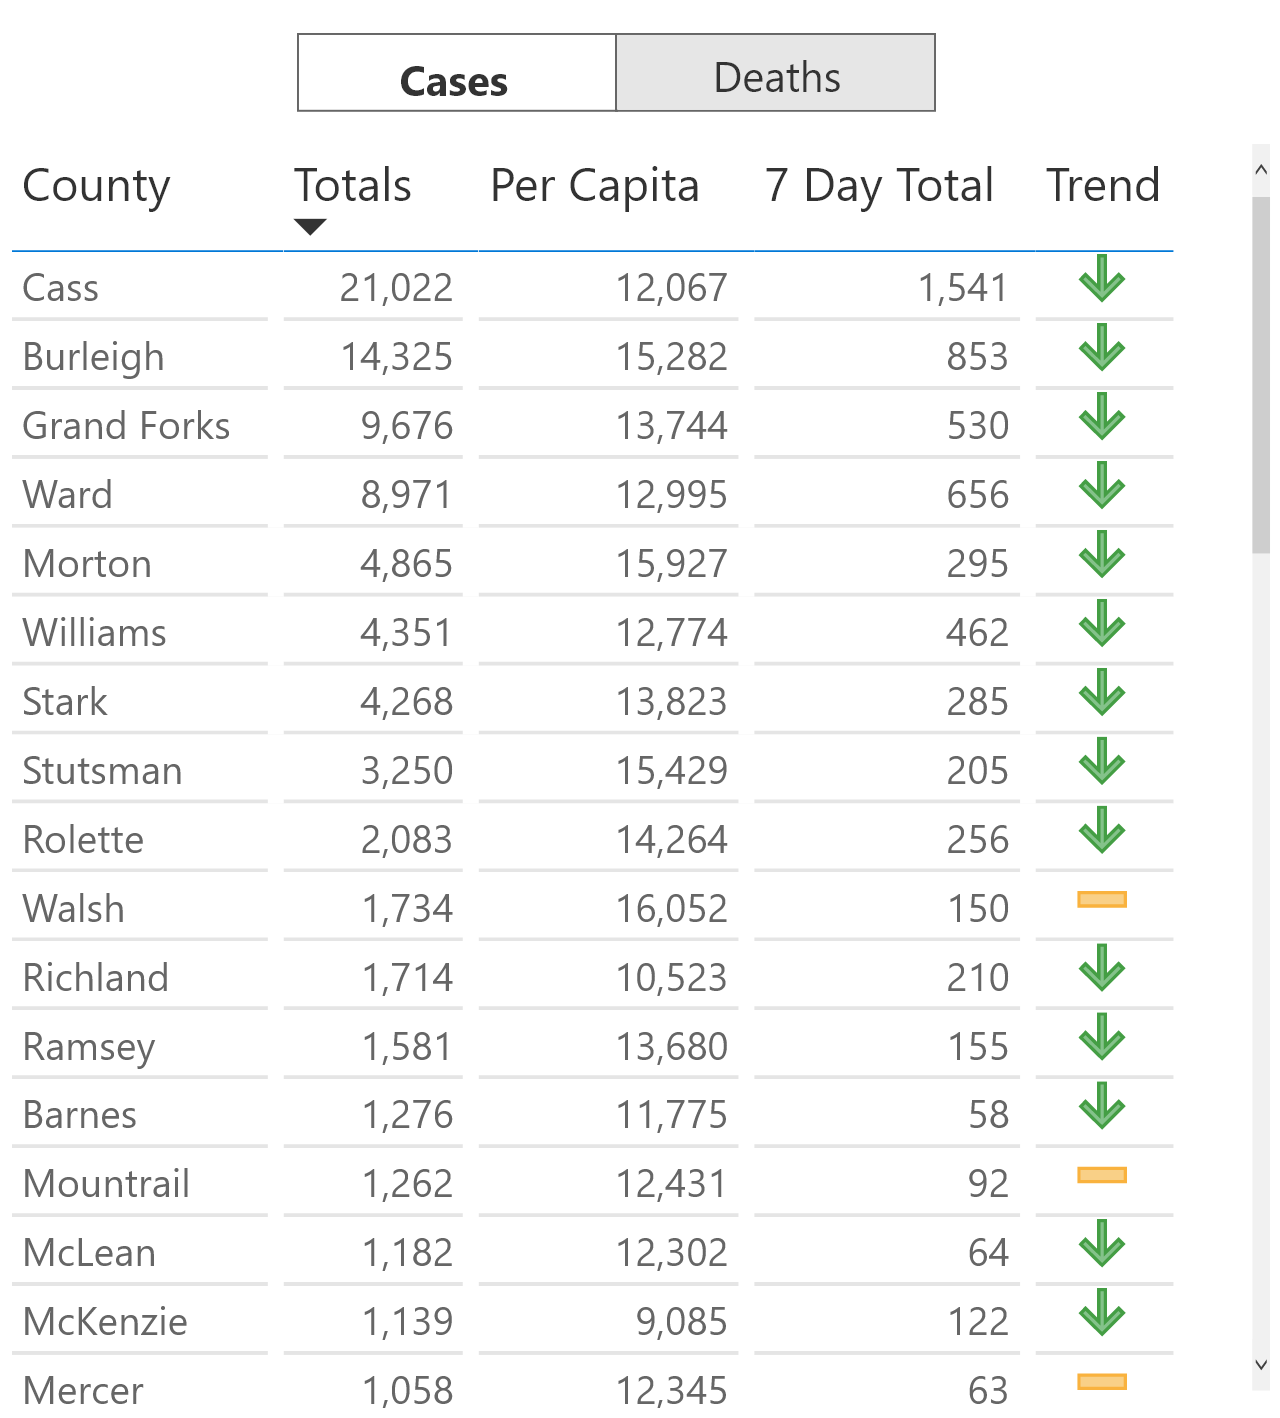 Cases Deaths
County Totals Per Capita 7 Day Total Trend
Cass 21,022 12,067 1,541
Burleigh 14,325 15,282 853
Grand Forks 9,676 13,744 530
Ward 8,971 12,995 656
Morton 4,865 15,927 295
Williams 4,351 12,774 462
Stark 4,268 13,823 285
Stutsman 3,250 15,429 205
Rolette 2,083 14,264 256
Walsh 1,734 16,052 150
Richland 1,714 10,523 210
Ramsey 1,581 13,680 155
Barnes 1,276 11,775 58
Mountrail 1,262 12,431 92
McLean 1,182 12,302 64
McKenzie 1,139 9,085 122
Mercer 1,058 12,345 63